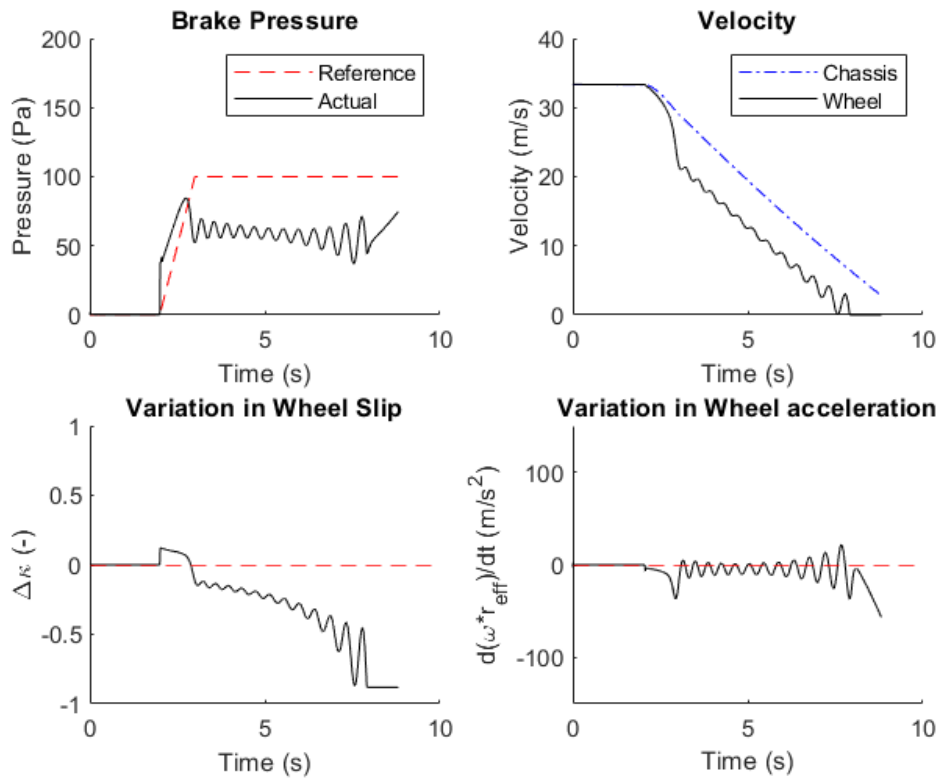 Brake Pressure
200
150
100
50
0
Pressure (Pa)
Reference
Actual
0 5 10
Time (s)
Velocity
40
30
20
10
0
Velocity (m/s)
Chassis
Wheel
0 5 10
Time (s)
Variation in Wheel Slip
1
0.5
0
-0.5
-1
Δκ (-)
0 5 10
Time (s)
Variation in Wheel acceleration
100
0
-100
d(ω*r_eff)/dt (m/s²)
0 5 10
Time (s)